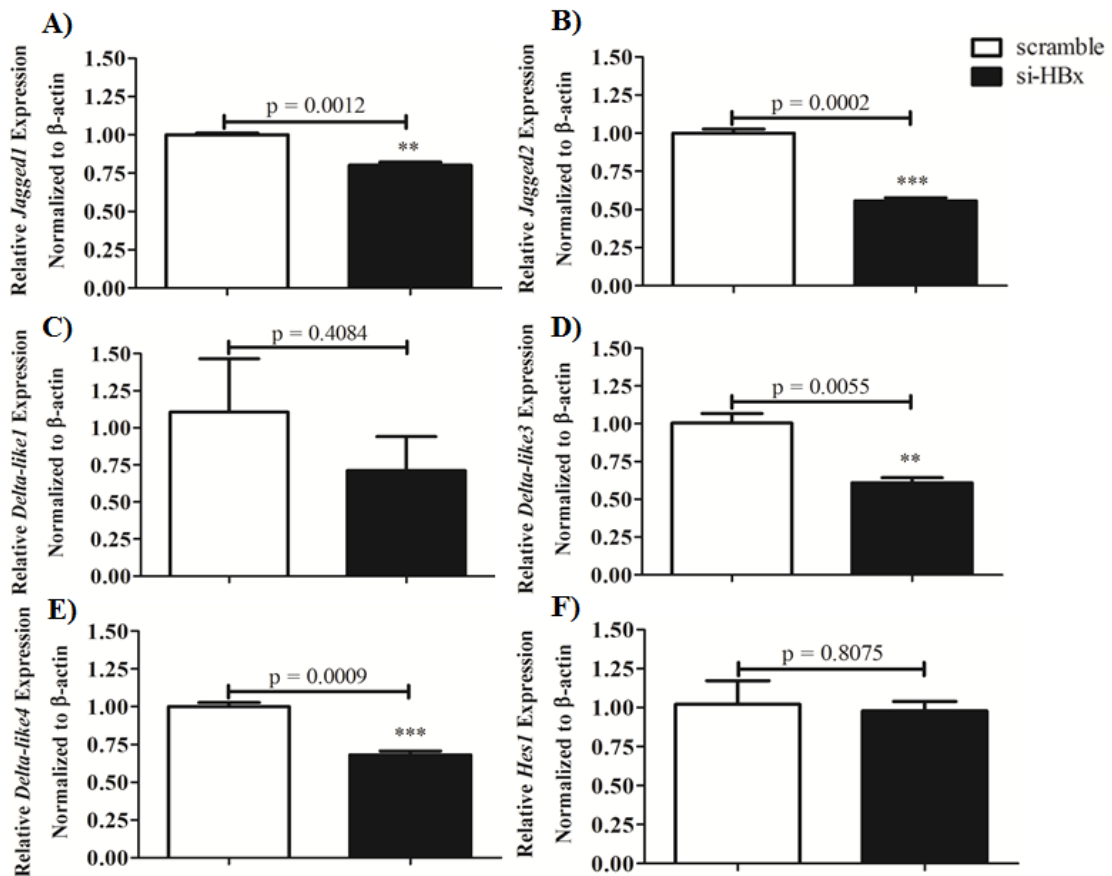 A)
Relative Jagged1 Expression
Normalized to β-actin
1.50
1.25
1.00
0.75
0.50
0.25
0.00
p = 0.0012
**
B)
Relative Jagged2 Expression
Normalized to β-actin
1.50
1.25
1.00
0.75
0.50
0.25
0.00
p = 0.0002
***
scramble
si-HBx
C)
Relative Delta-like1 Expression
Normalized to β-actin
1.50
1.25
1.00
0.75
0.50
0.25
0.00
p = 0.4084
D)
Relative Delta-like3 Expression
Normalized to β-actin
1.50
1.25
1.00
0.75
0.50
0.25
0.00
p = 0.0055
**
E)
Relative Delta-like4 Expression
Normalized to β-actin
1.50
1.25
1.00
0.75
0.50
0.25
0.00
p = 0.0009
***
F)
Relative Hes1 Expression
Normalized to β-actin
1.50
1.25
1.00
0.75
0.50
0.25
0.00
p = 0.8075